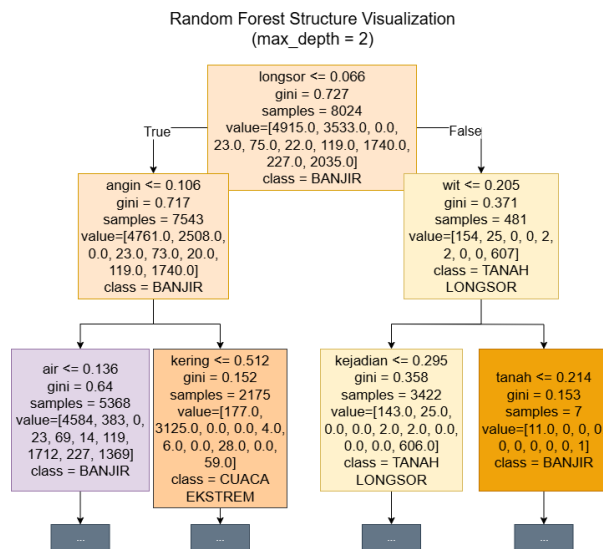 Random Forest Structure Visualization
(max_depth = 2)
longsor <= 0.066
gini = 0.727
samples = 8024
value=[4915.0, 3533.0, 0.0,
23.0, 75.0, 22.0, 119.0, 1740.0,
227.0, 2035.0]
class = BANJIR
True
False
angin <= 0.106
gini = 0.717
samples = 7543
value=[4761.0, 2508.0,
0.0, 23.0, 73.0, 20.0,
119.0, 1740.0]
class = BANJIR
wit <= 0.205
gini = 0.371
samples = 481
value=[154, 25, 0, 0, 2,
2, 0, 0, 607]
class = TANAH
LONGSOR
air <= 0.136
gini = 0.64
samples = 5368
value=[4584, 383, 0,
23, 69, 14, 119,
1712, 227, 1369]
class = BANJIR
kering <= 0.512
gini = 0.152
samples = 2175
value=[177.0,
3125.0, 0.0, 0.0, 4.0,
6.0, 0.0, 28.0, 0.0,
59.0]
class = CUACA
EKSTREM
kejadian <= 0.295
gini = 0.358
samples = 3422
value=[143.0, 25.0,
0.0, 0.0, 2.0, 2.0, 0.0,
0.0, 0.0, 606.0]
class = TANAH
LONGSOR
tanah <= 0.214
gini = 0.153
samples = 7
value=[11.0, 0, 0, 0,
0, 0, 0, 0, 0, 1]
class = BANJIR
...
...
...
...